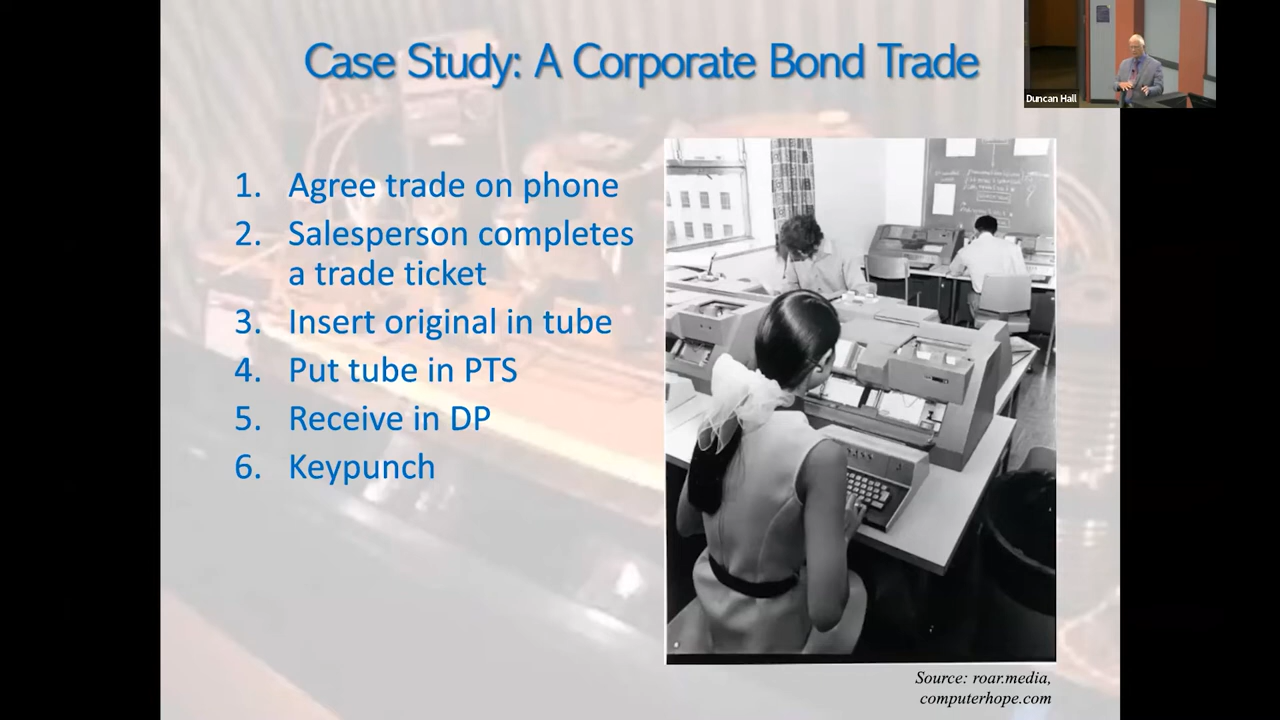 Case Study: A Corporate Bond Trade
Duncan Hall
1. Agree trade on phone
2. Salesperson completes
a trade ticket
3. Insert original in tube
4. Put tube in PTS
5. Receive in DP
6. Keypunch
Source: roar.media,
computerhope.com